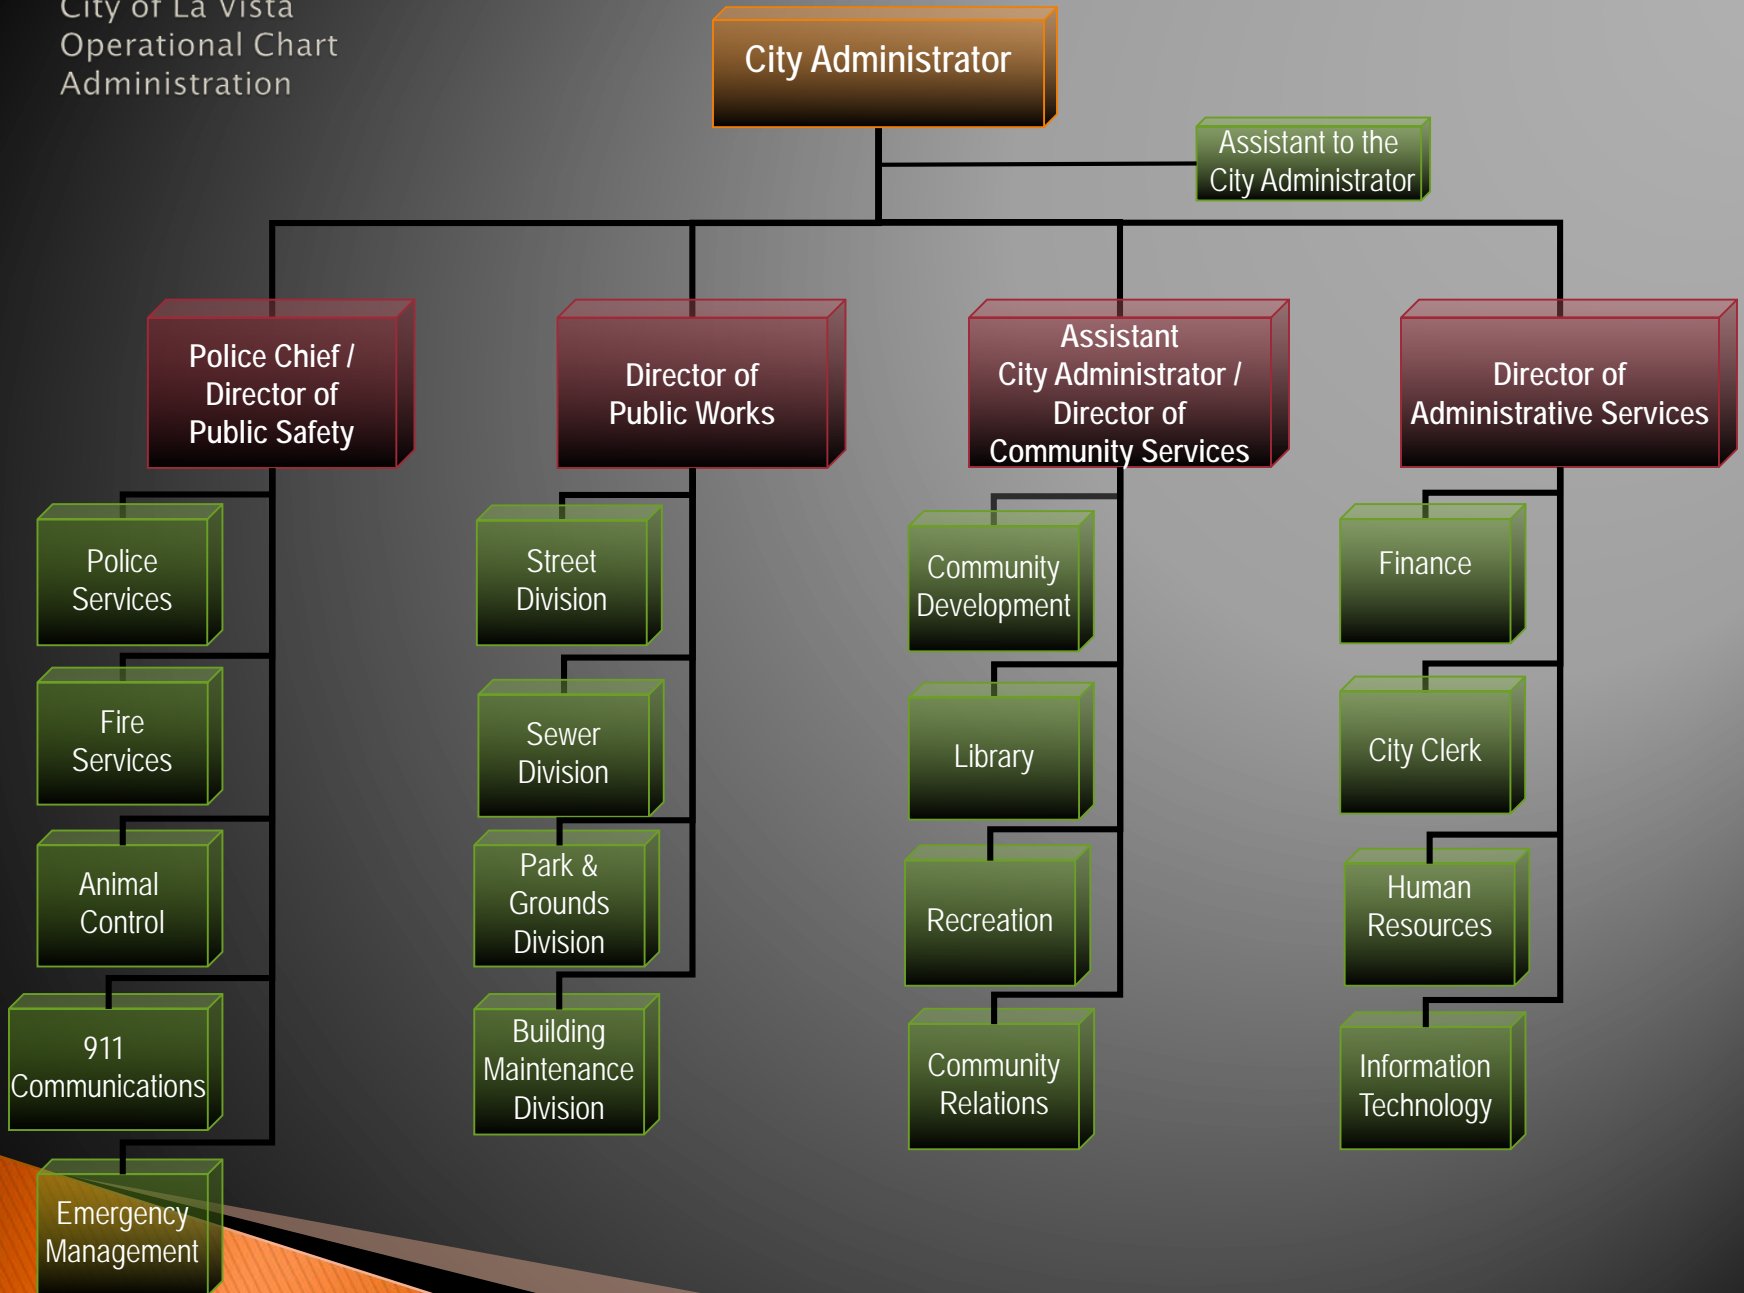 City of La Vista
Operational Chart
Administration
City Administrator
Assistant to the
City Administrator
Police Chief /
Director of
Public Safety
Director of
Public Works
Assistant
City Administrator /
Director of
Community Services
Director of
Administrative Services
Police
Services
Fire
Services
Animal
Control
911
Communications
Emergency
Management
Street
Division
Sewer
Division
Park &
Grounds
Division
Building
Maintenance
Division
Community
Development
Library
Recreation
Community
Relations
Finance
City Clerk
Human
Resources
Information
Technology